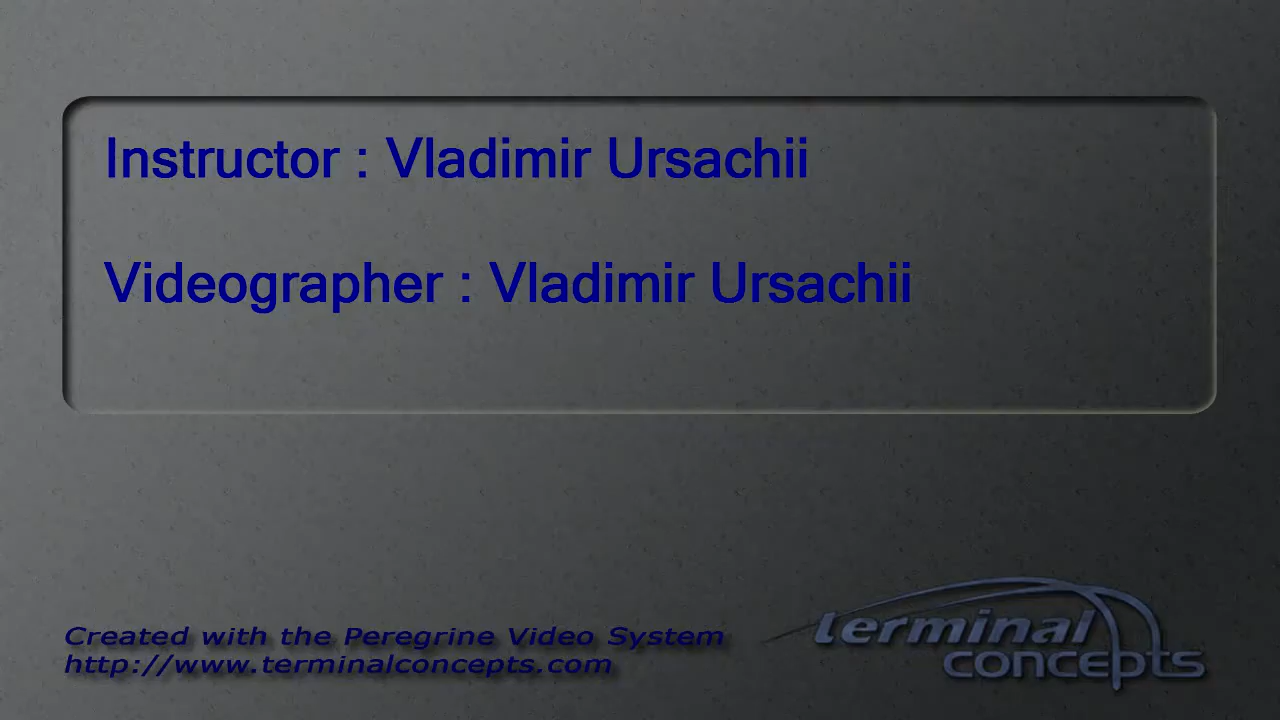 Instructor : Vladimir Ursachii
Videographer : Vladimir Ursachii
Created with the Peregrine Video System
http://www.terminalconcepts.com
terminal
concepts